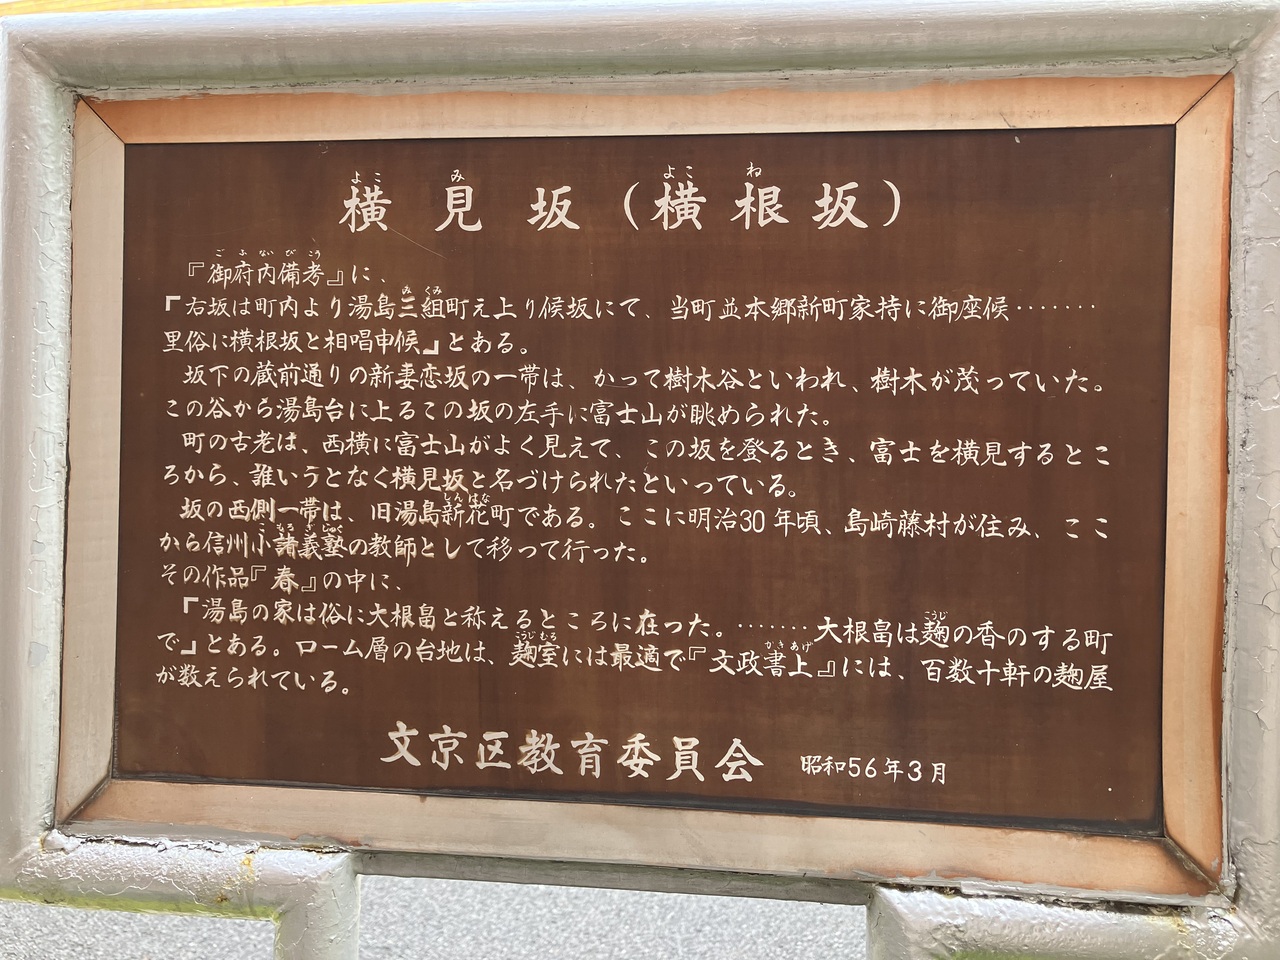 横見坂（横根坂）
『御府内備考』に、
「右坂は町内より湯島三組町え上り候坂にて、当町並本郷新町家持に御座候‥‥‥‥
里俗に横根坂と相唱申候」とある。
坂下の蔵前通りの新妻恋坂の一帯は、かって樹木谷といわれ、樹木が茂っていた。
この谷から湯島台に上るこの坂の左手に富士山が眺められた。
町の古老は、西横に富士山がよく見えて、この坂を登るとき、富士を横見するとこ
ろから、誰いうとなく横見坂と名づけられたといっている。
坂の西側一帯は、旧湯島新花町である。ここに明治30年頃、島崎藤村が住み、ここ
から信州小諸義塾の教師として移って行った。
その作品『春』の中に、
「湯島の家は俗に大根畠と称えるところに在った。‥‥‥‥大根畠は麹の香のする町
で」とある。ローム層の台地は、麹室には最適で『文政書上』には、百数十軒の麹屋
が数えられている。
文京区教育委員会 昭和56年3月